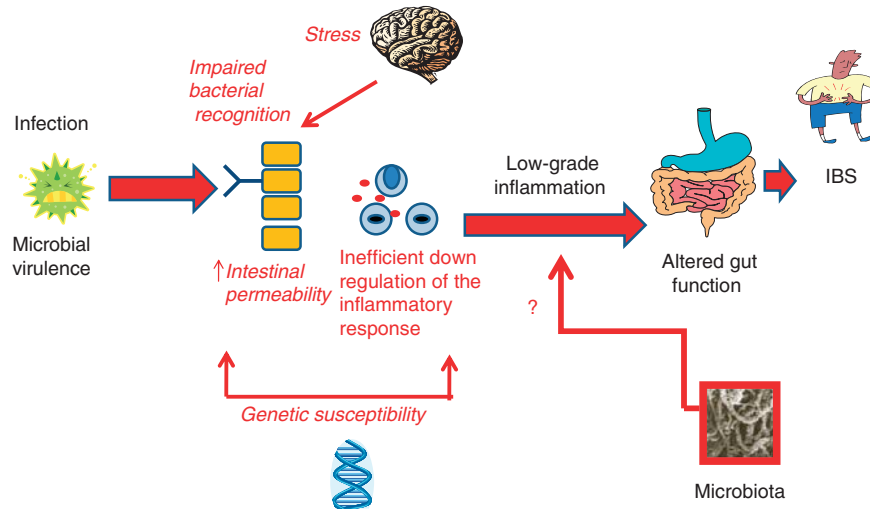 Stress
Impaired
bacterial
recognition
Infection
Microbial
virulence
↑Intestinal
permeability
Inefficient down
regulation of the
inflammatory
response
Genetic susceptibility
Low-grade
inflammation
?
Altered gut
function
IBS
Microbiota